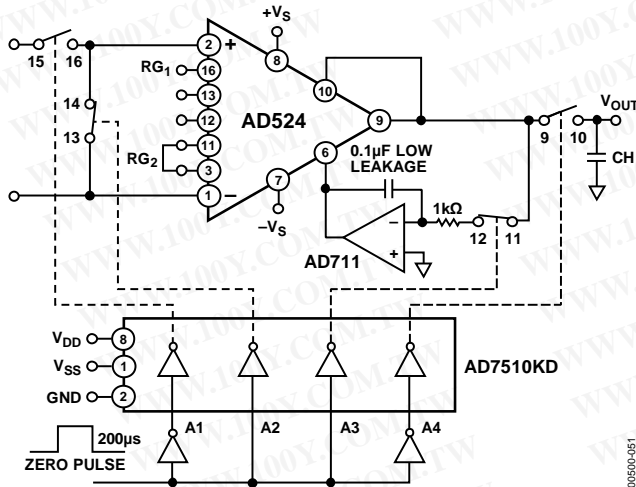 +VS
15
16
2
+
8
RG1
16
10
14
13
AD524
9
VOUT
12
13
11
6
0.1µF LOW
LEAKAGE
9
10
RG2
3
CH
1
–
7
1kΩ
–VS
–
+
12
11
AD711
VDD
8
VSS
1
AD7510KD
GND
2
A1
A2
A3
A4
200µs
ZERO PULSE
00500-051
WWW.100Y.COM.TW